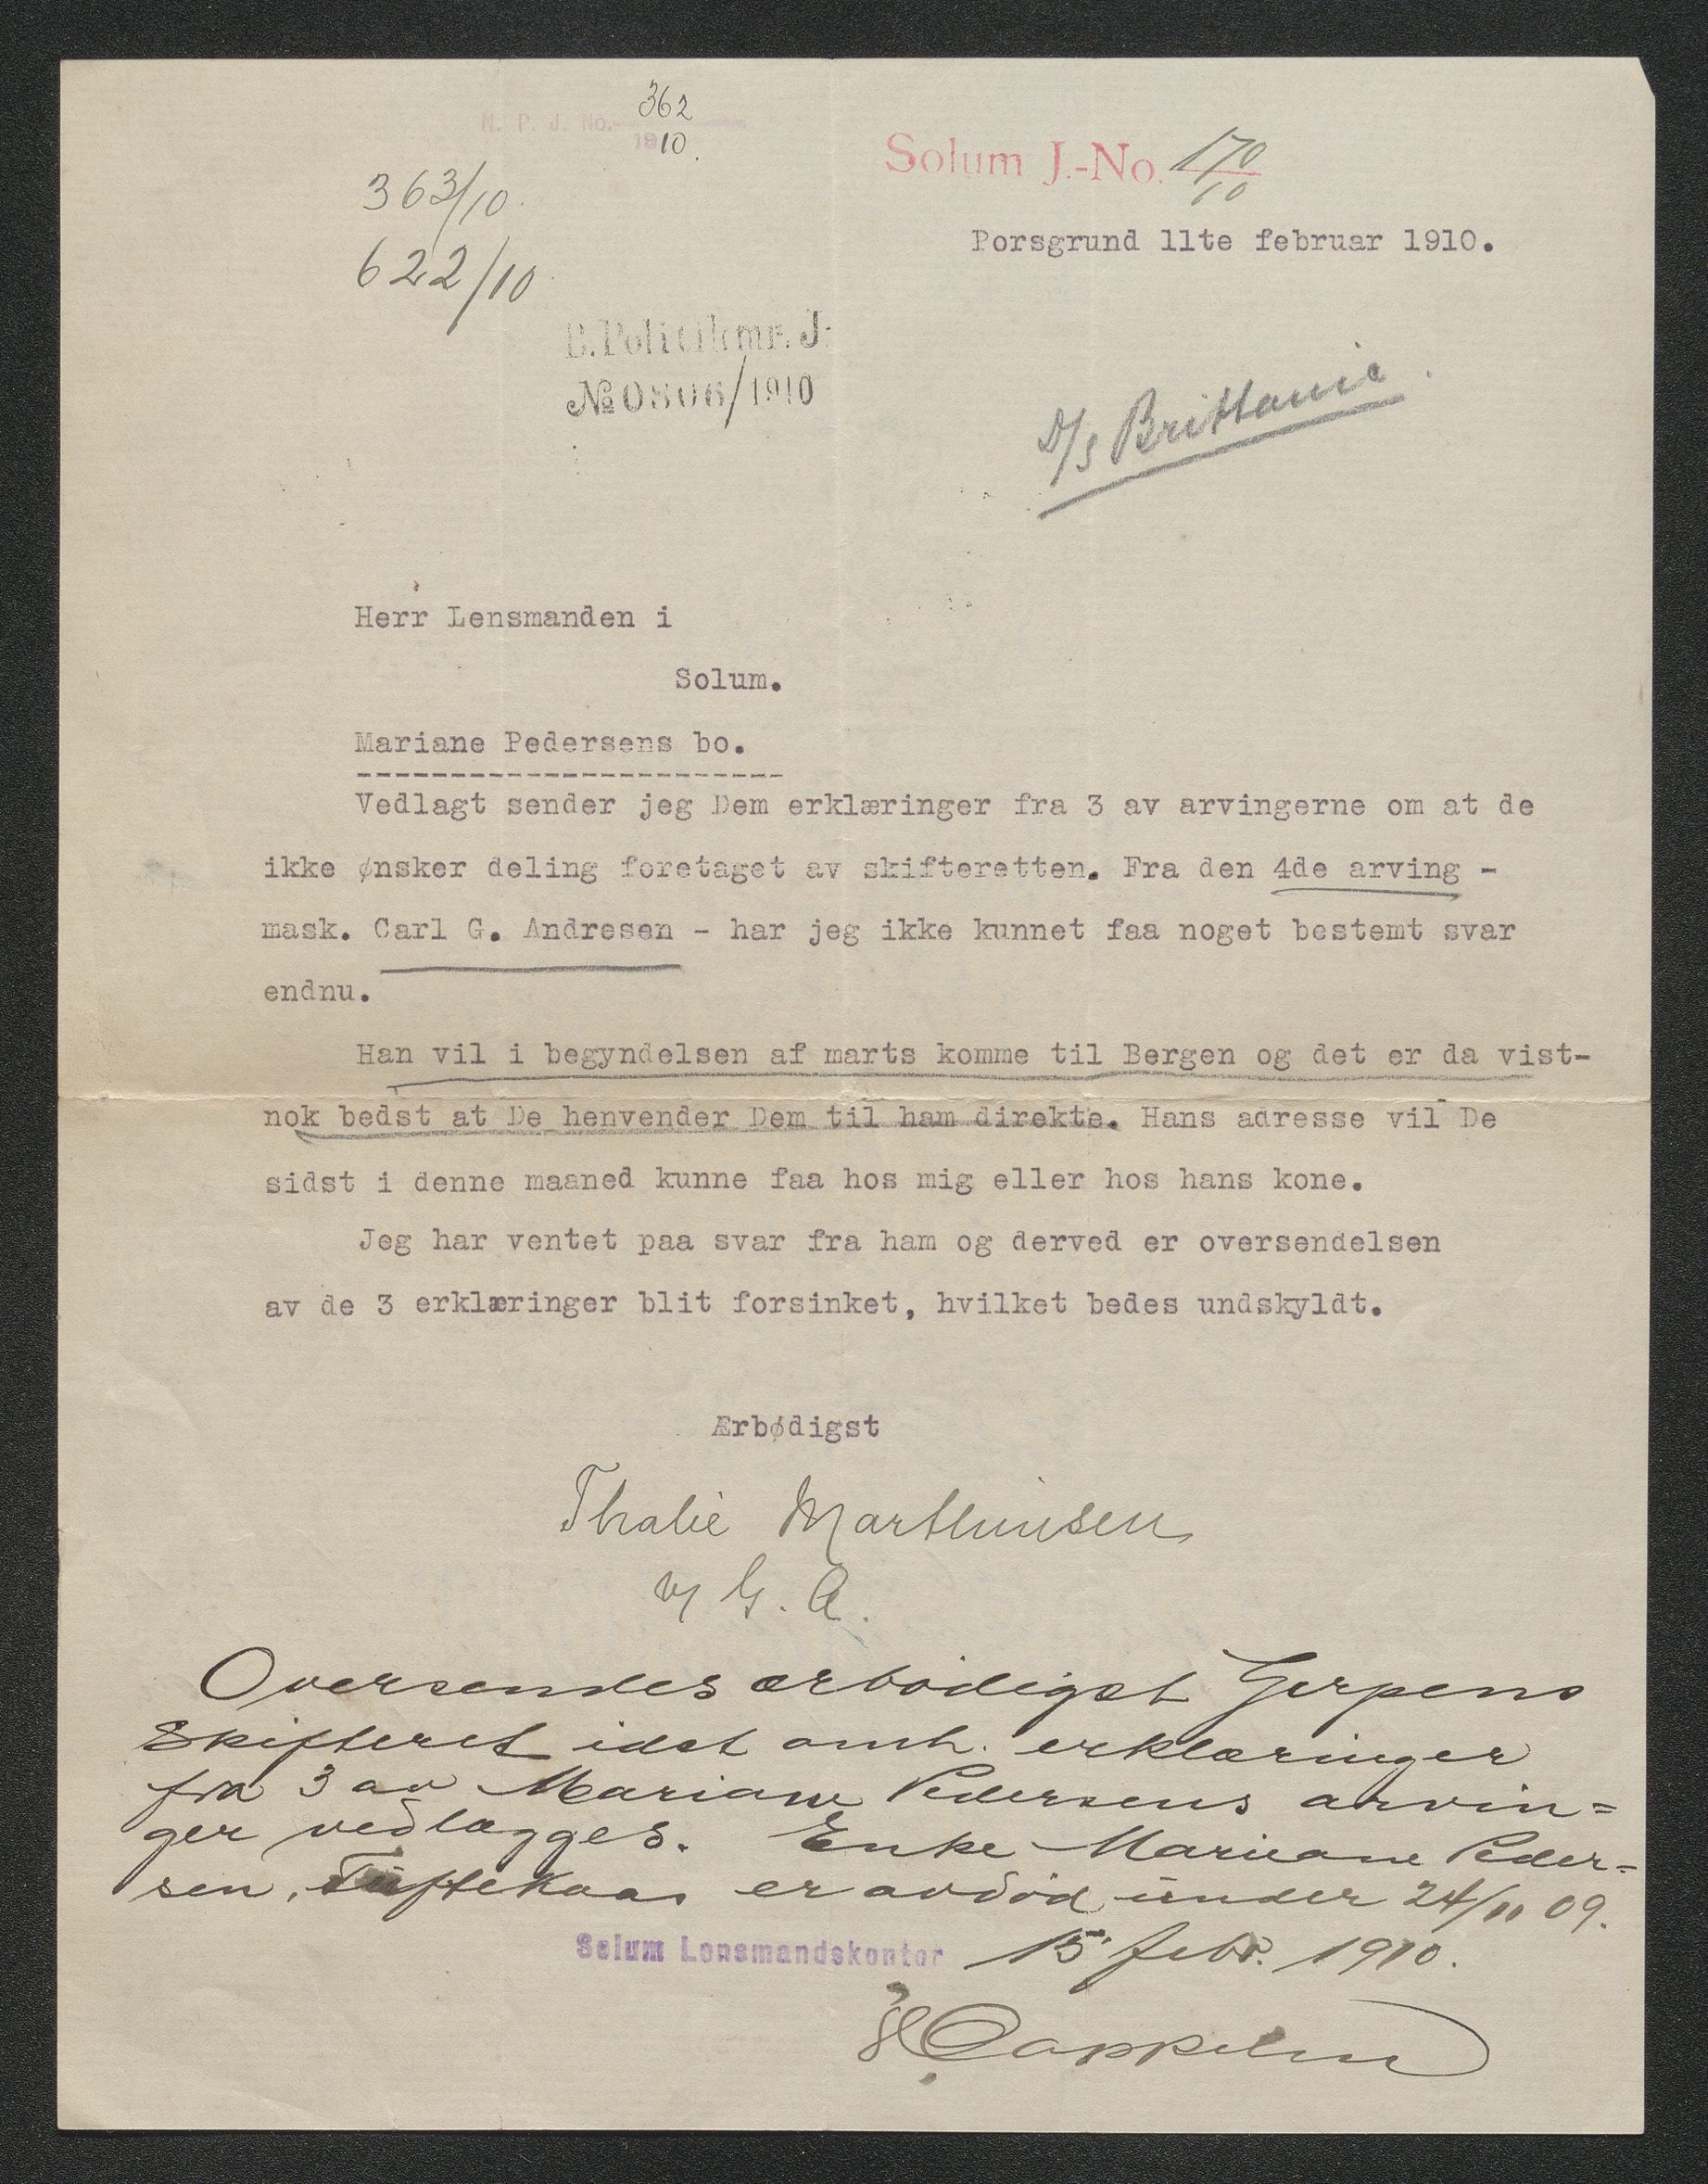 N. P. J. No. 362
1910.
363/10.
622/10
Solum J.-No. 170/10
Porsgrund 11te februar 1910.
B. Politikmr. J.
№ 0806/1910
D/S Brittanic.
Herr Lensmanden i
Solum.
Mariane Pedersens bo.
Vedlagt sender jeg Dem erklæringer fra 3 av arvingerne om at de
ikke ønsker deling foretaget av skifteretten. Fra den 4de arving -
mask. Carl G. Andresen - har jeg ikke kunnet faa noget bestemt svar
endnu.
Han vil i begyndelsen af marts komme til Bergen og det er da vist-
nok bedst at De henvender Dem til ham direkte. Hans adresse vil De
sidst i denne maaned kunne faa hos mig eller hos hans kone.
Jeg har ventet paa svar fra ham og derved er oversendelsen
av de 3 erklæringer blit forsinket, hvilket bedes undskyldt.
Ærbødigst
Thalie Marthinsen
v/ G. A.
Oversendes ærbødigst Gjerpens
Skifteret idet omh. erklæringer
fra 3 av Mariane Pedersens arvin=
ger vedlægges. Enke Mariane Peder=
sen, Tuftekaas er avdød under 24/11 09.
Solum Lensmandskontor 15 febr. 1910.
Cappelen